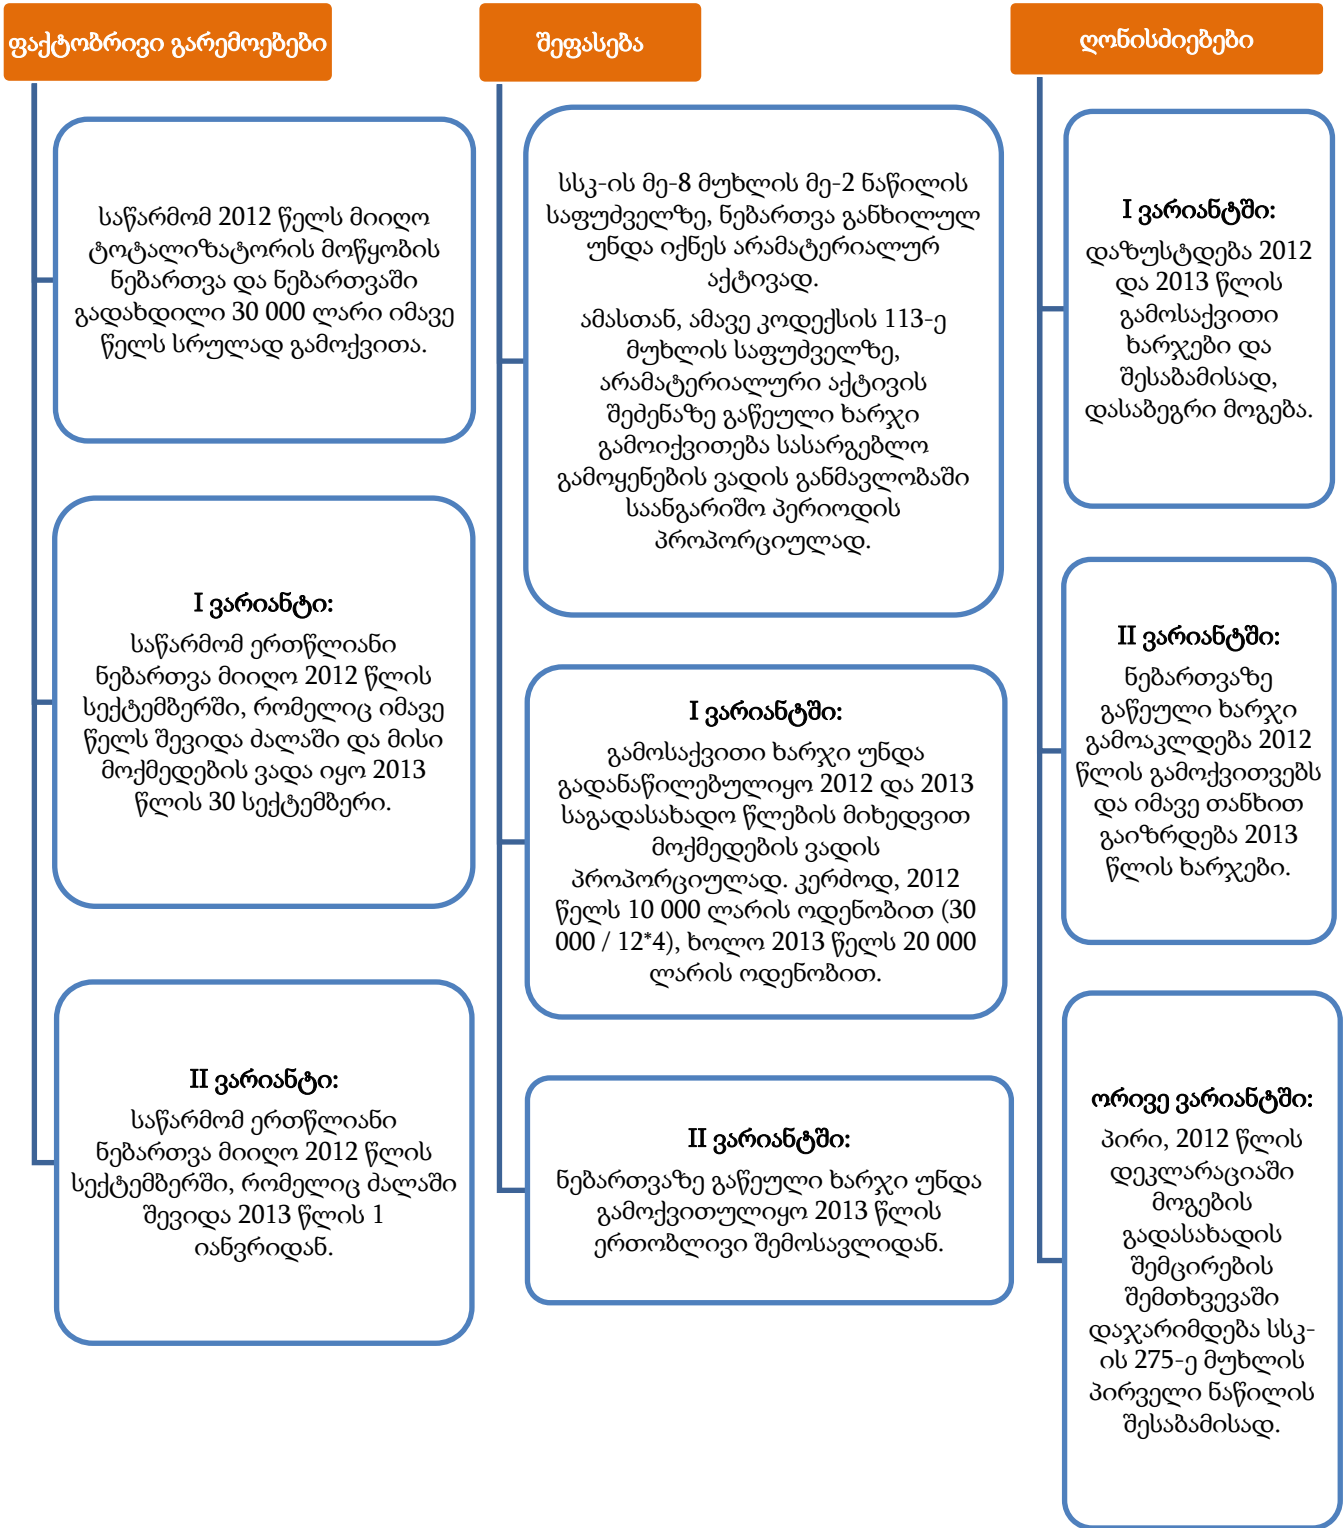 ფაქტობრივი გარემოებები
საწარმომ 2012 წელს მიიღო
ტოტალიზატორის მოწყობის
ნებართვა და ნებართვაში
გადახდილი 30 000 ლარი იმავე
წელს სრულად გამოქვითა.
I ვარიანტი:
საწარმომ ერთწლიანი
ნებართვა მიიღო 2012 წლის
სექტემბერში, რომელიც იმავე
წელს შევიდა ძალაში და მისი
მოქმედების ვადა იყო 2013
წლის 30 სექტემბერი.
II ვარიანტი:
საწარმომ ერთწლიანი
ნებართვა მიიღო 2012 წლის
სექტემბერში, რომელიც ძალაში
შევიდა 2013 წლის 1
იანვრიდან.
შეფასება
სსკ-ის მე-8 მუხლის მე-2 ნაწილის
საფუძველზე, ნებართვა განხილულ
უნდა იქნეს არამატერიალურ
აქტივად.
ამასთან, ამავე კოდექსის 113-ე
მუხლის საფუძველზე,
არამატერიალური აქტივის
შეძენაზე გაწეული ხარჯი
გამოიქვითება სასარგებლო
გამოყენების ვადის განმავლობაში
საანგარიშო პერიოდის
პროპორციულად.
I ვარიანტში:
გამოსაქვითი ხარჯი უნდა
გადანაწილებულიყო 2012 და 2013
საგადასახადო წლების მიხედვით
მოქმედების ვადის
პროპორციულად. კერძოდ, 2012
წელს 10 000 ლარის ოდენობით (30
000 / 12*4), ხოლო 2013 წელს 20 000
ლარის ოდენობით.
II ვარიანტში:
ნებართვაზე გაწეული ხარჯი უნდა
გამოქვითულიყო 2013 წლის
ერთობლივი შემოსავლიდან.
ღონისძიებები
I ვარიანტში:
დაზუსტდება 2012
და 2013 წლის
გამოსაქვითი
ხარჯები და
შესაბამისად,
დასაბეგრი მოგება.
II ვარიანტში:
ნებართვაზე
გაწეული ხარჯი
გამოაკლდება 2012
წლის გამოქვითვებს
და იმავე თანხით
გაიზრდება 2013
წლის ხარჯები.
ორივე ვარიანტში:
პირი, 2012 წლის
დეკლარაციაში
მოგების
გადასახადის
შემცირების
შემთხვევაში
დაჯარიმდება სსკ-
ის 275-ე მუხლის
პირველი ნაწილის
შესაბამისად.